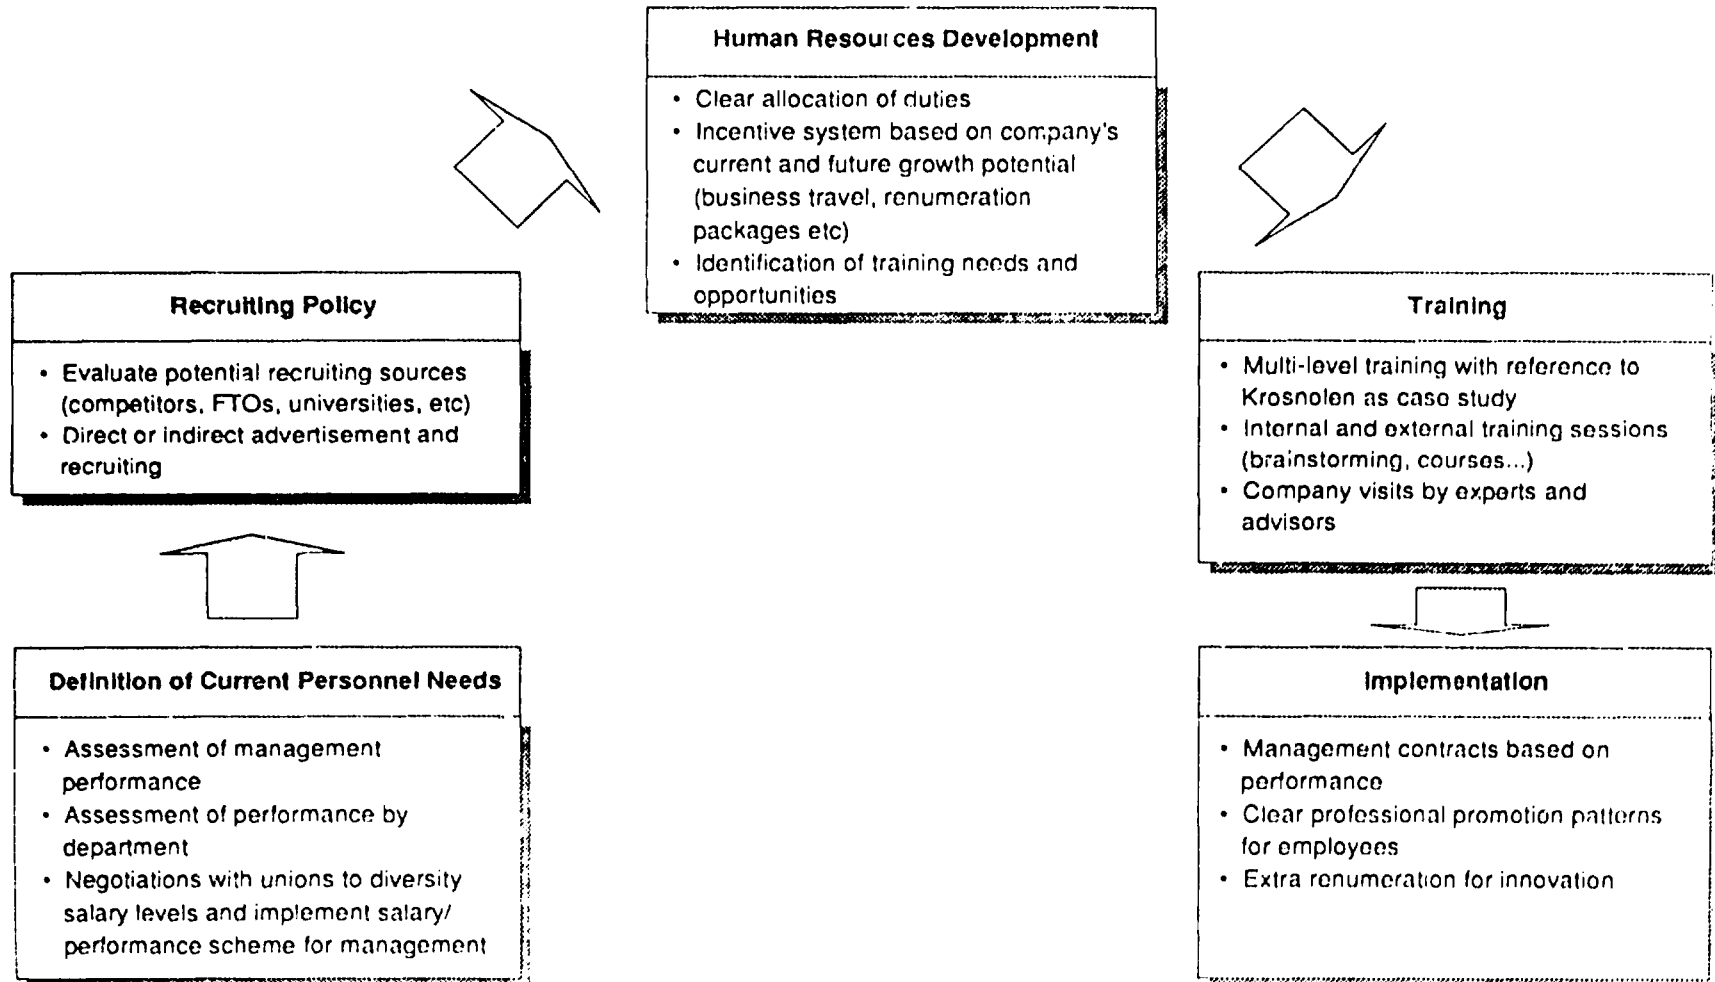 Human Resources Development
• Clear allocation of duties
• Incentive system based on company's
current and future growth potential
(business travel, renumeration
packages etc)
• Identification of training needs and
opportunities
Recruiting Policy
• Evaluate potential recruiting sources
(competitors, FTOs, universities, etc)
• Direct or indirect advertisement and
recruiting
Training
• Multi-level training with reference to
Krosnolen as case study
• Internal and external training sessions
(brainstorming, courses...)
• Company visits by experts and
advisors
Definition of Current Personnel Needs
• Assessment of management
performance
• Assessment of performance by
department
• Negotiations with unions to diversity
salary levels and implement salary/
performance scheme for management
Implementation
• Management contracts based on
performance
• Clear professional promotion patterns
for employees
• Extra renumeration for innovation